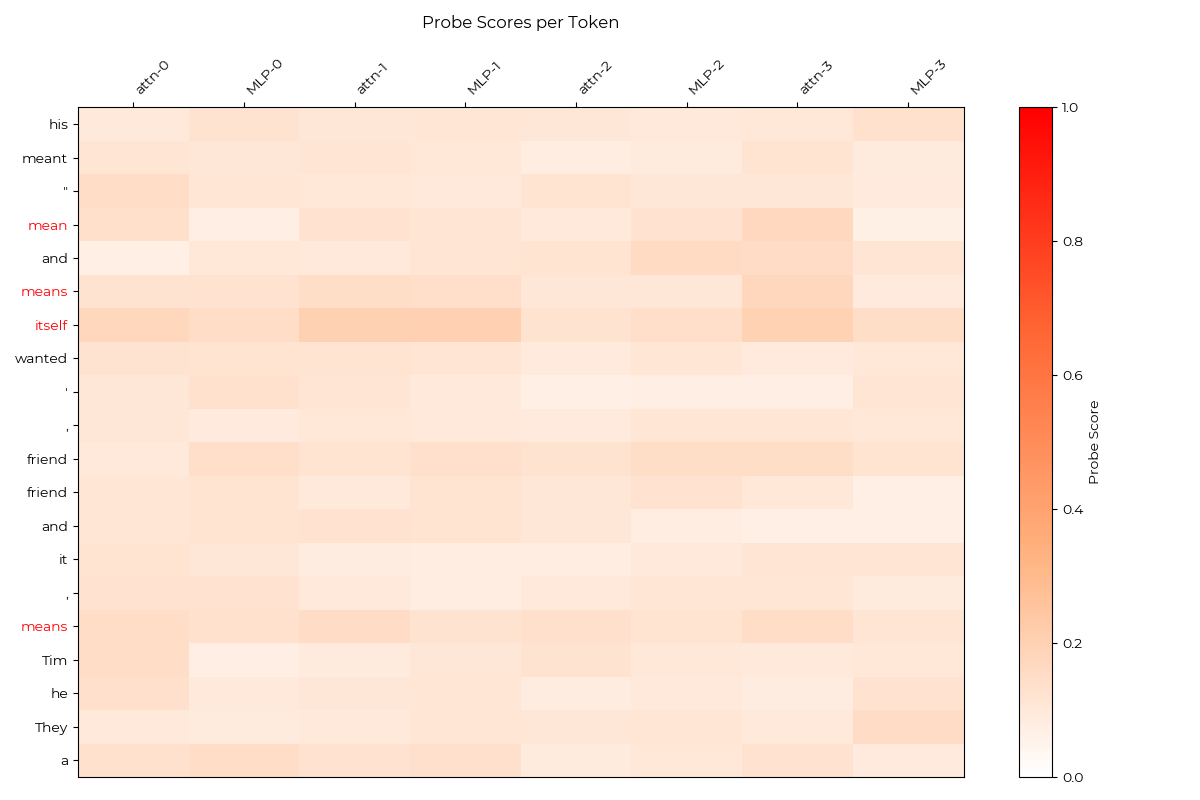 Probe Scores per Token
attn-0
MLP-0
attn-1
MLP-1
attn-2
MLP-2
attn-3
MLP-3
his
meant
"
mean
and
means
itself
wanted
'
,
friend
friend
and
it
,
means
Tim
he
They
a
1.0
0.8
0.6
0.4
0.2
0.0
Probe Score